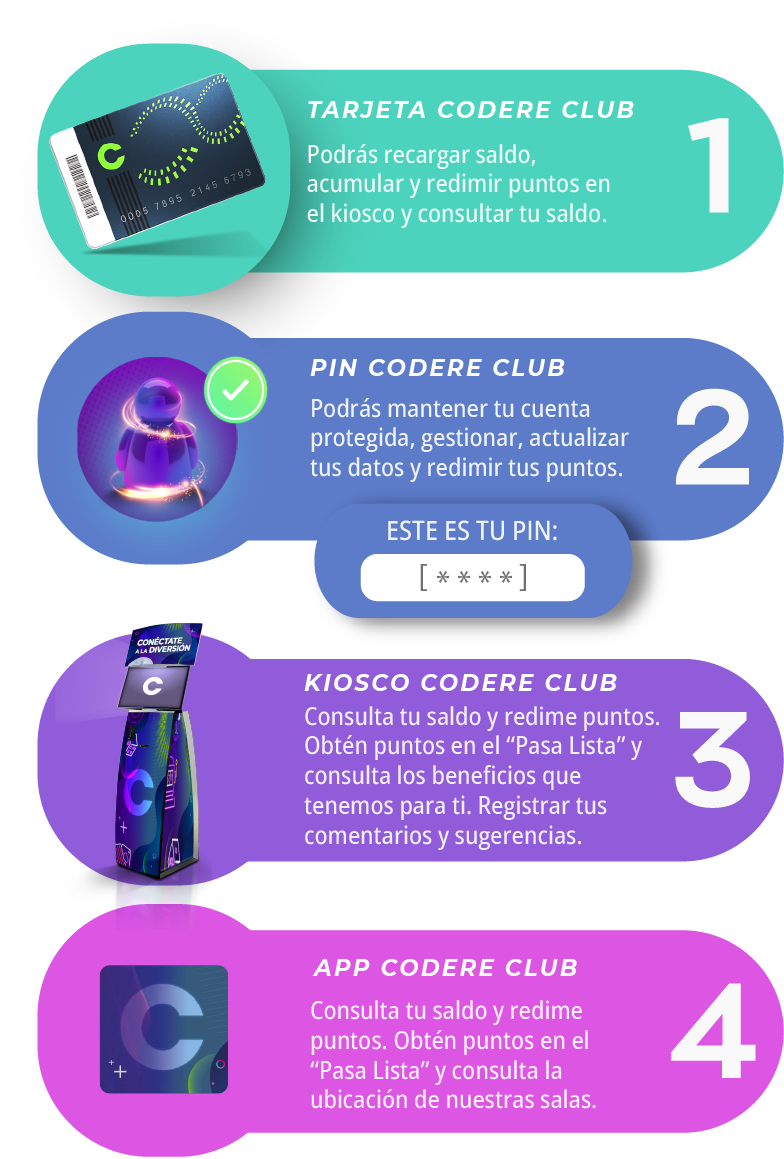 TARJETA CODERE CLUB
Podrás recargar saldo,
acumular y redimir puntos en
el kiosco y consultar tu saldo.
1
0005 7895 2145 6793
PIN CODERE CLUB
Podrás mantener tu cuenta
protegida, gestionar, actualizar
tus datos y redimir tus puntos.
2
ESTE ES TU PIN:
[ * * * * ]
CONÉCTATE
A LA DIVERSIÓN
KIOSCO CODERE CLUB
Consulta tu saldo y redime puntos.
Obtén puntos en el “Pasa Lista” y
consulta los beneficios que
tenemos para ti. Registrar tus
comentarios y sugerencias.
3
APP CODERE CLUB
Consulta tu saldo y redime
puntos. Obtén puntos en el
“Pasa Lista” y consulta la
ubicación de nuestras salas.
4